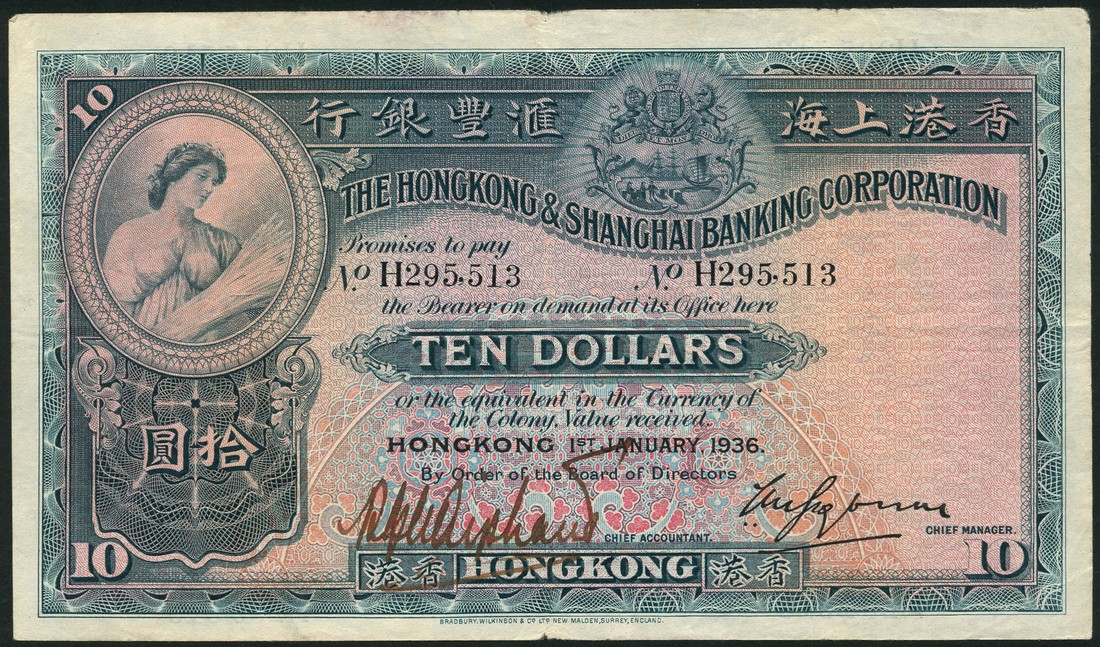 10
行銀豐滙 海上港香
THE HONGKONG & SHANGHAI BANKING CORPORATION
Promises to pay
No. H295,513 No. H295,513
the Bearer on demand at its Office here
TEN DOLLARS
or the equivalent in the Currency of
the Colony, Value received.
HONGKONG 1ST JANUARY, 1936.
By Order of the Board of Directors
圓拾
CHIEF ACCOUNTANT.
CHIEF MANAGER.
10 港香 HONGKONG 港香 10
BRADBURY, WILKINSON & CO LTD NEW MALDEN, SURREY, ENGLAND.